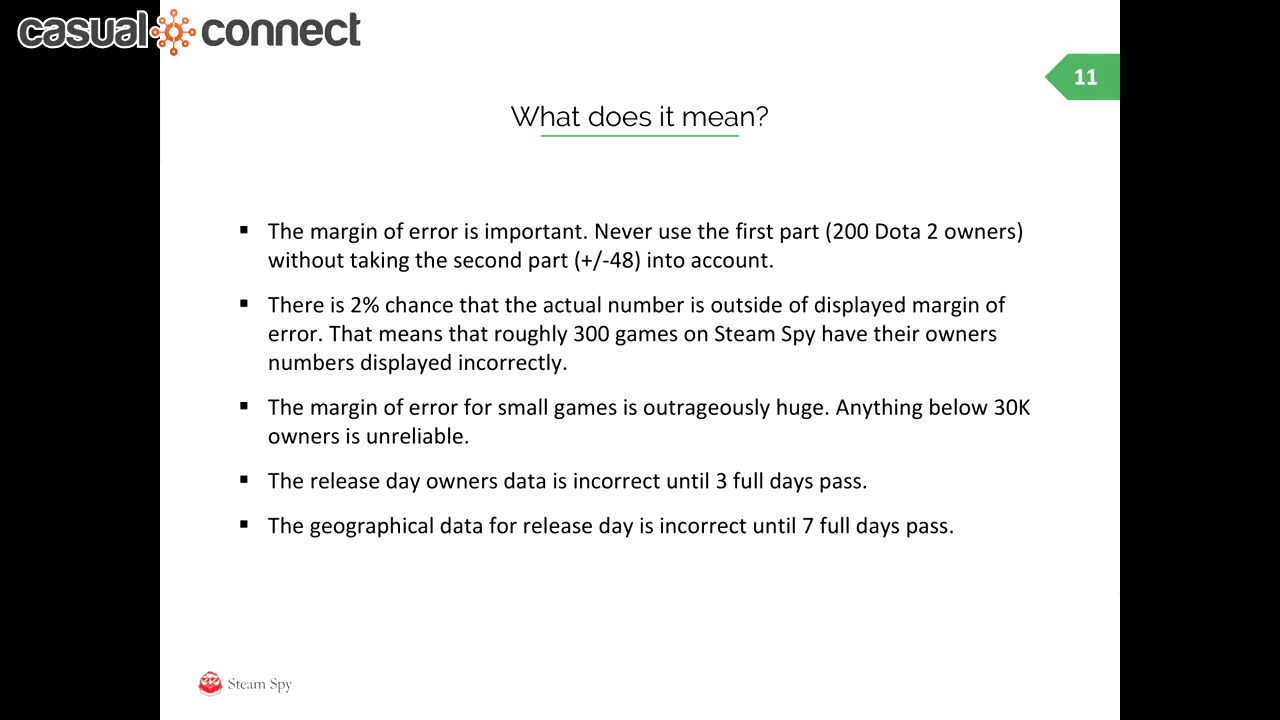 casual connect
11
What does it mean?
▪ The margin of error is important. Never use the first part (200 Dota 2 owners)
without taking the second part (+/-48) into account.
▪ There is 2% chance that the actual number is outside of displayed margin of
error. That means that roughly 300 games on Steam Spy have their owners
numbers displayed incorrectly.
▪ The margin of error for small games is outrageously huge. Anything below 30K
owners is unreliable.
▪ The release day owners data is incorrect until 3 full days pass.
▪ The geographical data for release day is incorrect until 7 full days pass.
Steam Spy